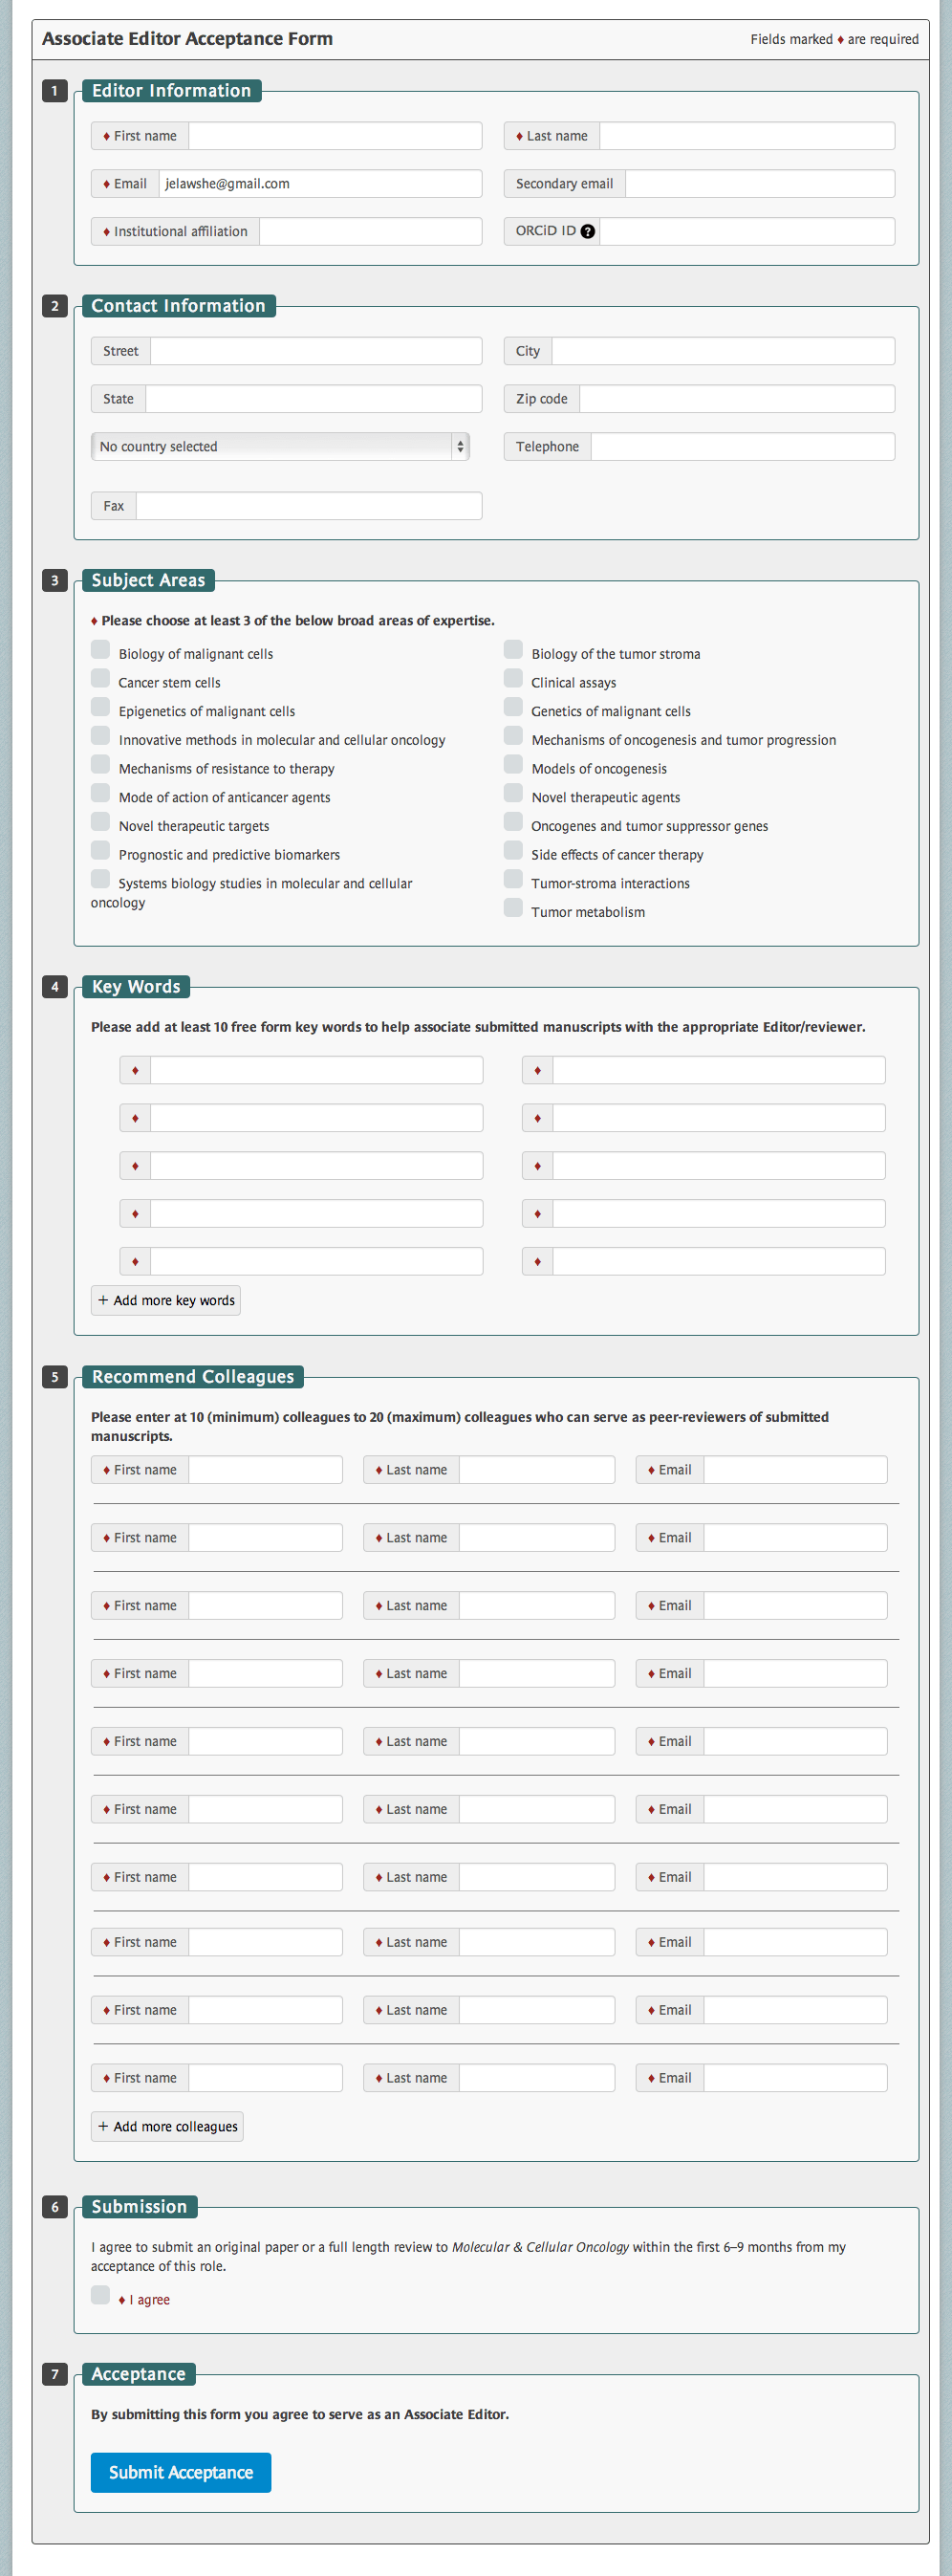 Associate Editor Acceptance Form
Fields marked ♦ are required
1 Editor Information
♦ First name
♦ Last name
♦ Email jelawshe@gmail.com
Secondary email
♦ Institutional affiliation
ORCiD ID ?
2 Contact Information
Street
City
State
Zip code
No country selected
Telephone
Fax
3 Subject Areas
♦ Please choose at least 3 of the below broad areas of expertise.
Biology of malignant cells
Biology of the tumor stroma
Cancer stem cells
Clinical assays
Epigenetics of malignant cells
Genetics of malignant cells
Innovative methods in molecular and cellular oncology
Mechanisms of oncogenesis and tumor progression
Mechanisms of resistance to therapy
Models of oncogenesis
Mode of action of anticancer agents
Novel therapeutic agents
Novel therapeutic targets
Oncogenes and tumor suppressor genes
Prognostic and predictive biomarkers
Side effects of cancer therapy
Systems biology studies in molecular and cellular
oncology
Tumor-stroma interactions
Tumor metabolism
4 Key Words
Please add at least 10 free form key words to help associate submitted manuscripts with the appropriate Editor/reviewer.
♦ ♦
♦ ♦
♦ ♦
♦ ♦
♦ ♦
+ Add more key words
5 Recommend Colleagues
Please enter at 10 (minimum) colleagues to 20 (maximum) colleagues who can serve as peer-reviewers of submitted
manuscripts.
♦ First name ♦ Last name ♦ Email
♦ First name ♦ Last name ♦ Email
♦ First name ♦ Last name ♦ Email
♦ First name ♦ Last name ♦ Email
♦ First name ♦ Last name ♦ Email
♦ First name ♦ Last name ♦ Email
♦ First name ♦ Last name ♦ Email
♦ First name ♦ Last name ♦ Email
♦ First name ♦ Last name ♦ Email
♦ First name ♦ Last name ♦ Email
+ Add more colleagues
6 Submission
I agree to submit an original paper or a full length review to Molecular & Cellular Oncology within the first 6–9 months from my
acceptance of this role.
♦ I agree
7 Acceptance
By submitting this form you agree to serve as an Associate Editor.
Submit Acceptance